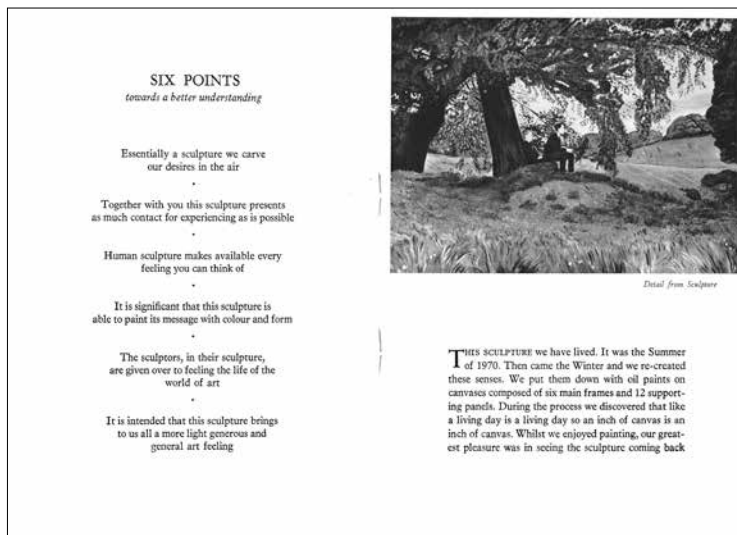 SIX POINTS
towards a better understanding
Essentially a sculpture we carve
our desires in the air
Together with you this sculpture presents
as much contact for experiencing as is possible
Human sculpture makes available every
feeling you can think of
It is significant that this sculpture is
able to paint its message with colour and form
The sculptors, in their sculpture,
are given over to feeling the life of the
world of art
It is intended that this sculpture brings
to us all a more light generous and
general art feeling
Detail from Sculpture
THIS SCULPTURE we have lived. It was the Summer
of 1970. Then came the Winter and we re-created
these senses. We put them down with oil paints on
canvases composed of six main frames and 12 support-
ing panels. During the process we discovered that like
a living day is a living day so an inch of canvas is an
inch of canvas. Whilst we enjoyed painting, our great-
est pleasure was in seeing the sculpture coming back